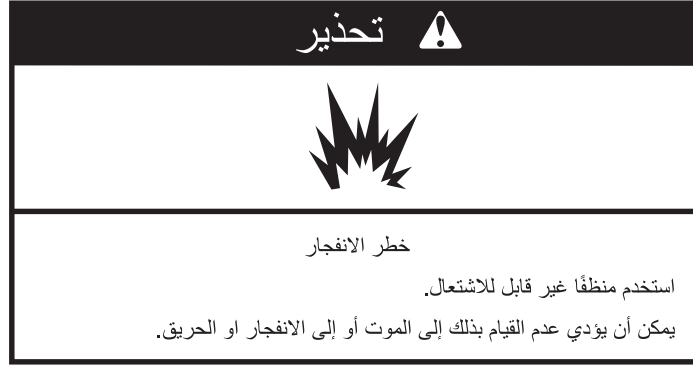 تحذير
خطر الانفجار
استخدم منظفًا غير قابل للاشتعال.
يمكن أن يؤدي عدم القيام بذلك إلى الموت أو إلى الانفجار او الحريق.